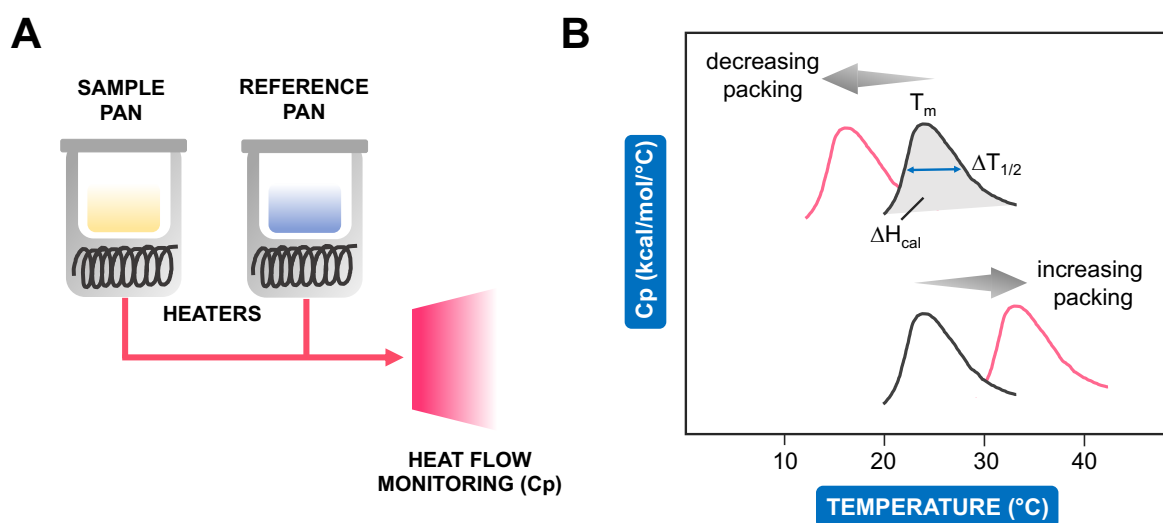 A
SAMPLE
PAN
REFERENCE
PAN
HEATERS
HEAT FLOW
MONITORING (Cp)
B
decreasing
packing
Tm
ΔT1/2
ΔHcal
increasing
packing
Cp (kcal/mol/°C)
10 20 30 40
TEMPERATURE (°C)